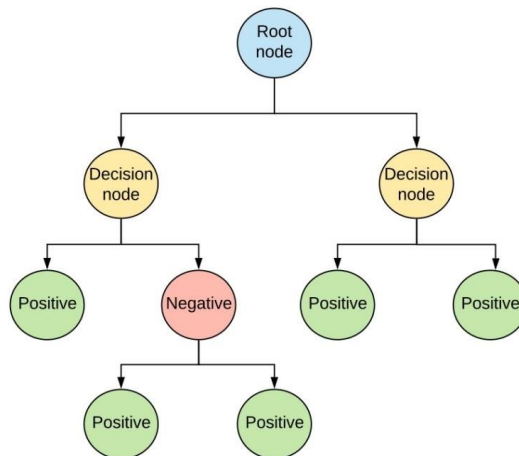 Root
node
Decision
node
Decision
node
Positive
Negative
Positive
Positive
Positive
Positive